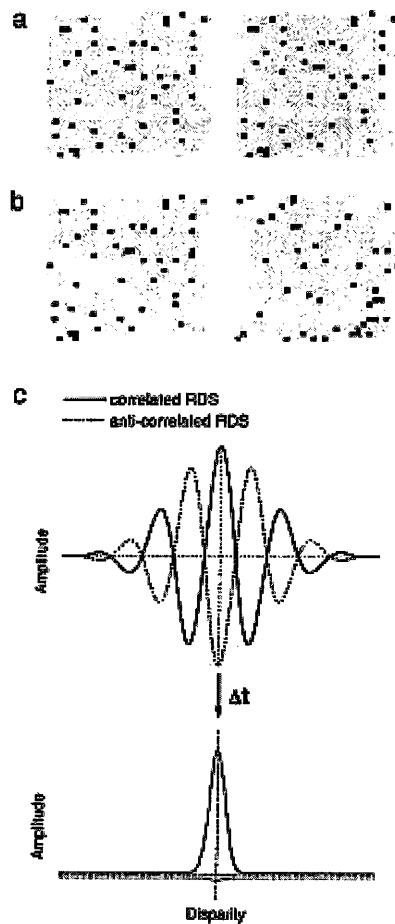 a
b
c
correlated RDS
anti-correlated RDS
Amplitude
Δt
Amplitude
Disparity